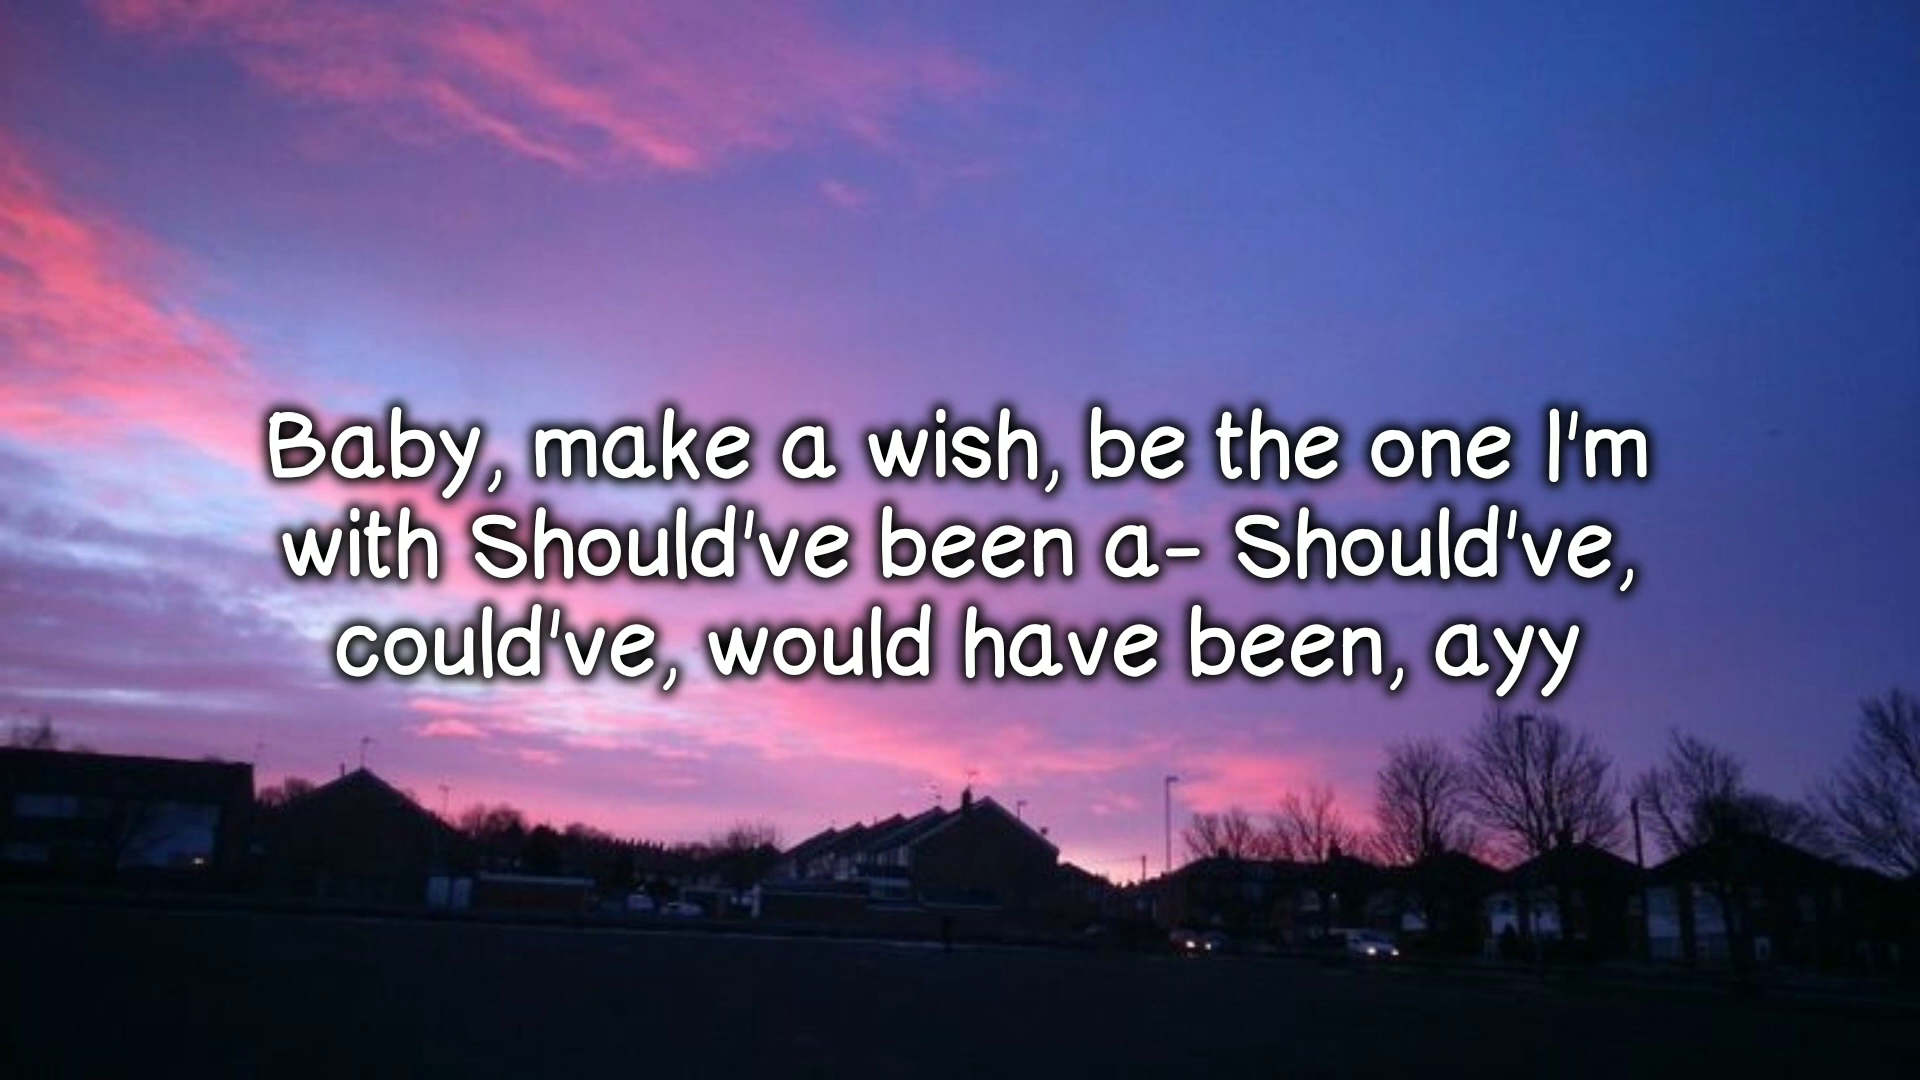 Baby, make a wish, be the one I'm
with Should've been a- Should've,
could've, would have been, ayy